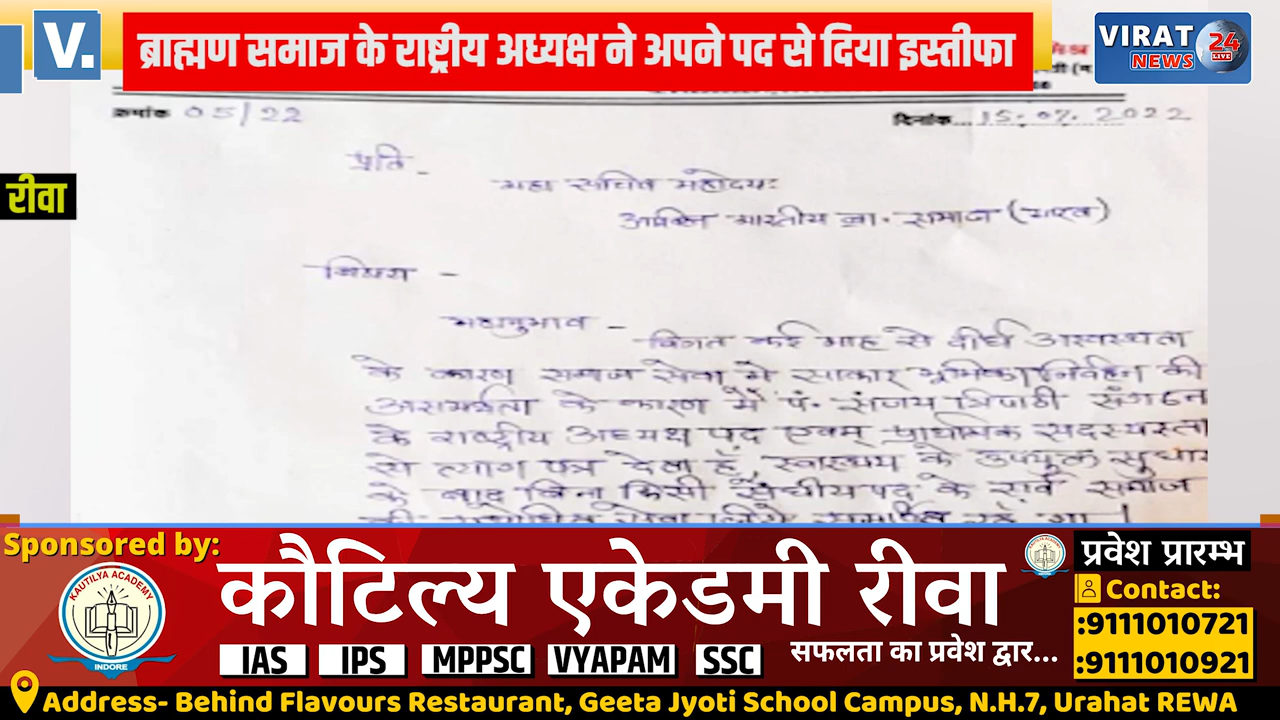 V.
ब्राह्मण समाज के राष्ट्रीय अध्यक्ष ने अपने पद से दिया इस्तीफा
VIRAT
NEWS
24
LIVE
क्रमांक 05/22
दिनांक... 15.07.2022
रीवा
प्रति -
महा सचिव महोदयः
भारतीय ब्रा. समाज (भारत)
विषय -
महानुभाव -
विगत कई माह से दीर्घ अस्वस्थता
के कारण समाज सेवा में साकार भूमिका निर्वहन की
असमर्थता के कारण मैं पं. संजय त्रिपाठी संगठन
के राष्ट्रीय अध्यक्ष पद एवम् प्राथमिक सदस्यस्ता
से त्याग पत्र देता हूँ, स्वास्थ्य के उपयुक्त सुधार
के बाद बिना किसी संघीय पद के सर्व समाज
Sponsored by:
KAUTILYA ACADEMY
INDORE
कौटिल्य एकेडमी रीवा
IAS IPS MPPSC VYAPAM SSC
सफलता का प्रवेश द्वार...
प्रवेश प्रारम्भ
Contact:
:9111010721
:9111010921
Address- Behind Flavours Restaurant, Geeta Jyoti School Campus, N.H.7, Urahat REWA